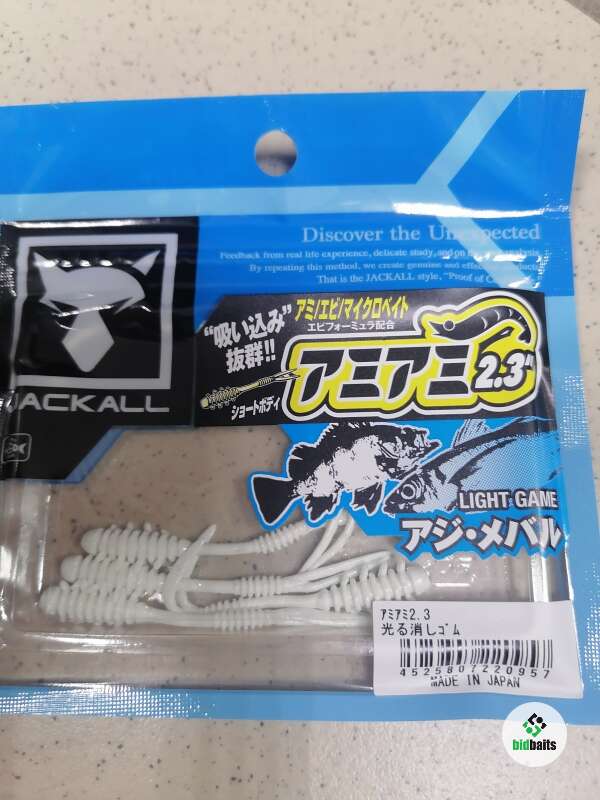 Discover the Unexpected
Feedback from real life experience, delicate study, and on
By repeating this method, we create genuine and
That is the JACKALL style, "Proof of
JACKALL
アミ/エビ/マイクロベイト
エビフォーミュラ配合
“吸い込み”
抜群!!
アミアミ 2.3"
ショートボディ
LIGHT GAME
アジ・メバル
ｱﾐｱﾐ2.3
光る消しｺﾞﾑ
4525807220957
MADE IN JAPAN
bidbaits